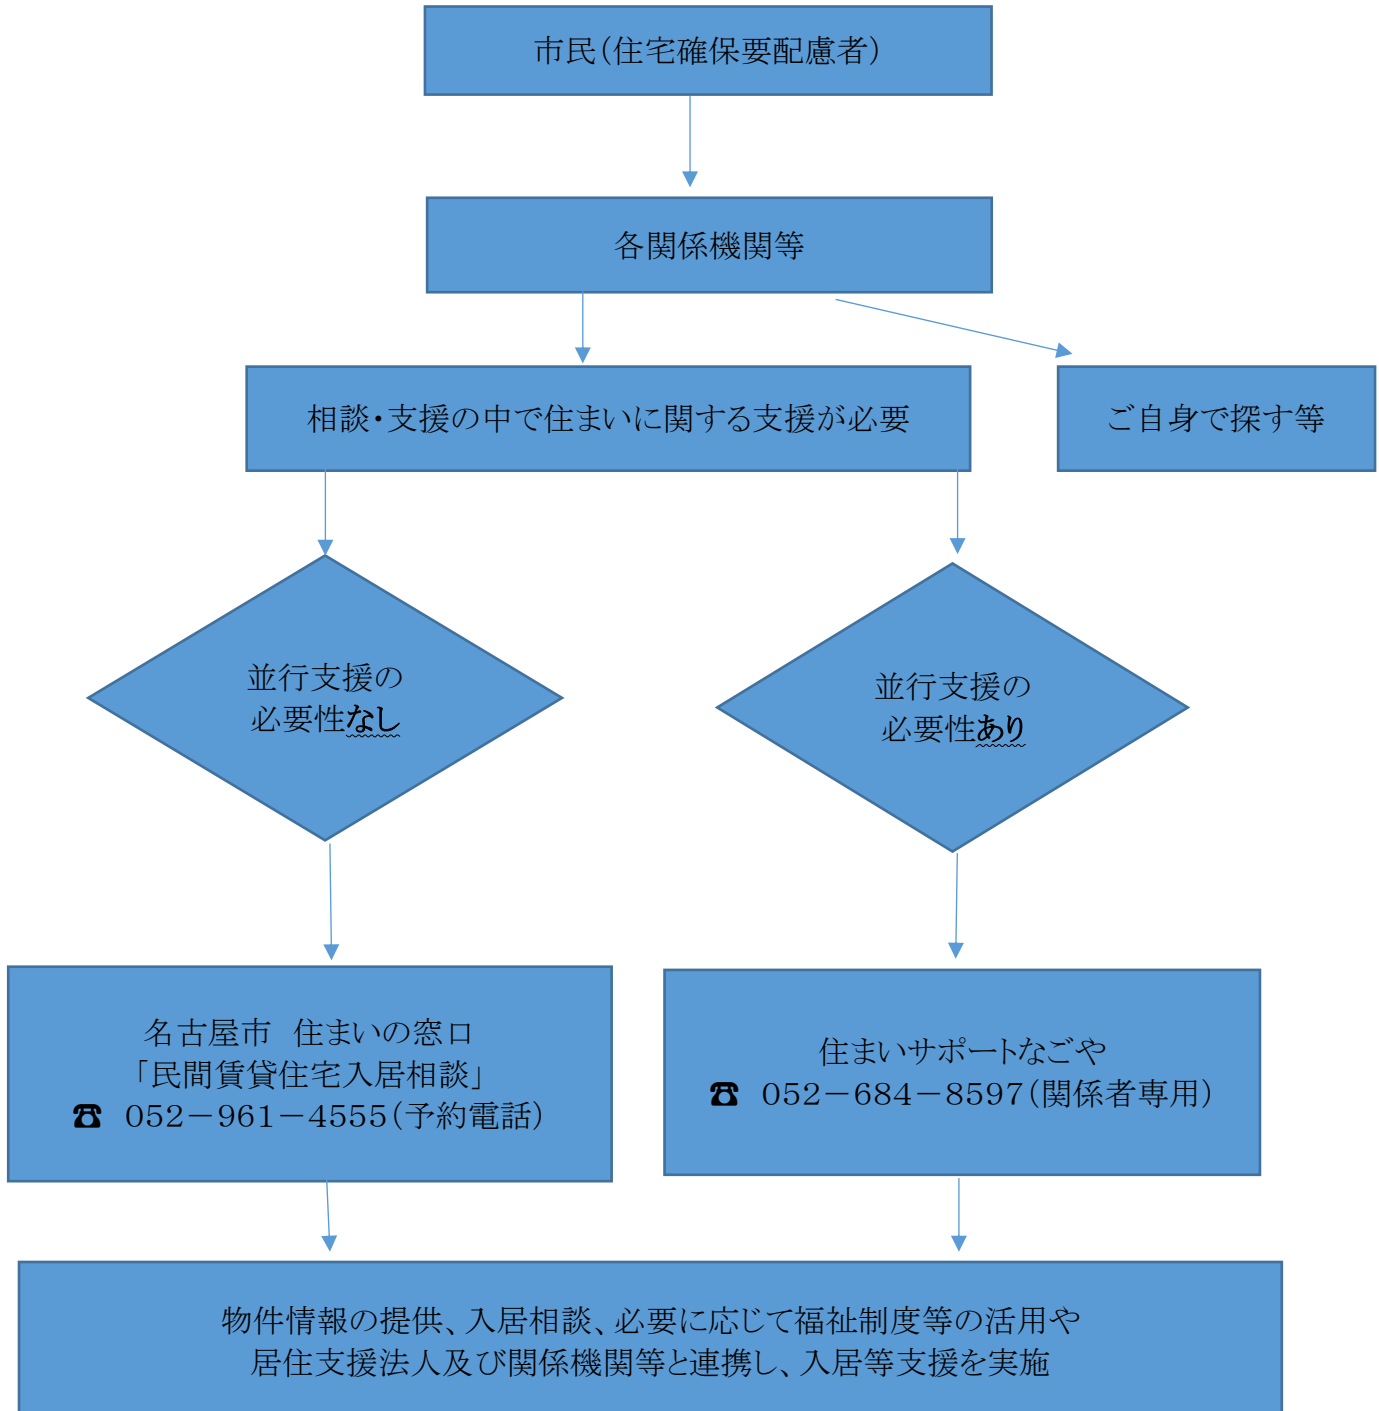 市民（住宅確保要配慮者）
各関係機関等
相談・支援の中で住まいに関する支援が必要
ご自身で探す等
並行支援の
必要性なし
並行支援の
必要性あり
名古屋市　住まいの窓口
「民間賃貸住宅入居相談」
☎　052－961－4555（予約電話）
住まいサポートなごや
☎　052－684－8597（関係者専用）
物件情報の提供、入居相談、必要に応じて福祉制度等の活用や
居住支援法人及び関係機関等と連携し、入居等支援を実施